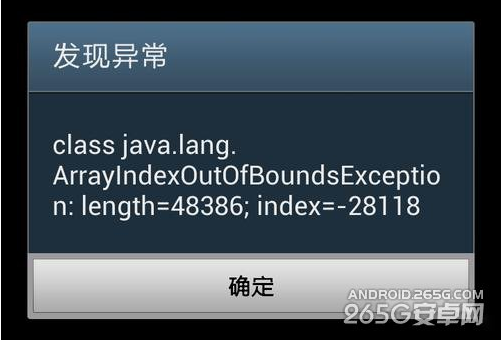 发现异常
class java.lang.
ArrayIndexOutOfBoundsExceptio
n: length=48386; index=-28118
确定
ANDROID.265G.COM
265G安卓网